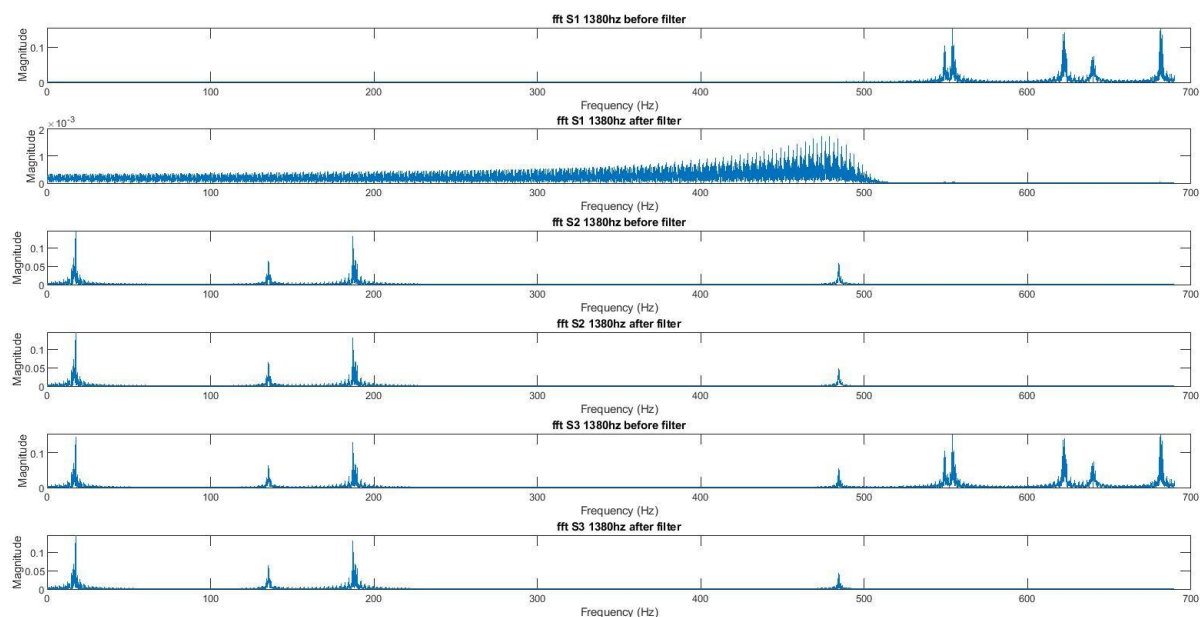 fft S1 1380hz before filter
Magnitude
0.1
0
0 100 200 300 400 500 600 700
Frequency (Hz)
fft S1 1380hz after filter
×10-3
Magnitude
2
1
0
0 100 200 300 400 500 600 700
Frequency (Hz)
fft S2 1380hz before filter
Magnitude
0.1
0.05
0
0 100 200 300 400 500 600 700
Frequency (Hz)
fft S2 1380hz after filter
Magnitude
0.1
0.05
0
0 100 200 300 400 500 600 700
Frequency (Hz)
fft S3 1380hz before filter
Magnitude
0.1
0.05
0
0 100 200 300 400 500 600 700
Frequency (Hz)
fft S3 1380hz after filter
Magnitude
0.1
0.05
0
0 100 200 300 400 500 600 700
Frequency (Hz)